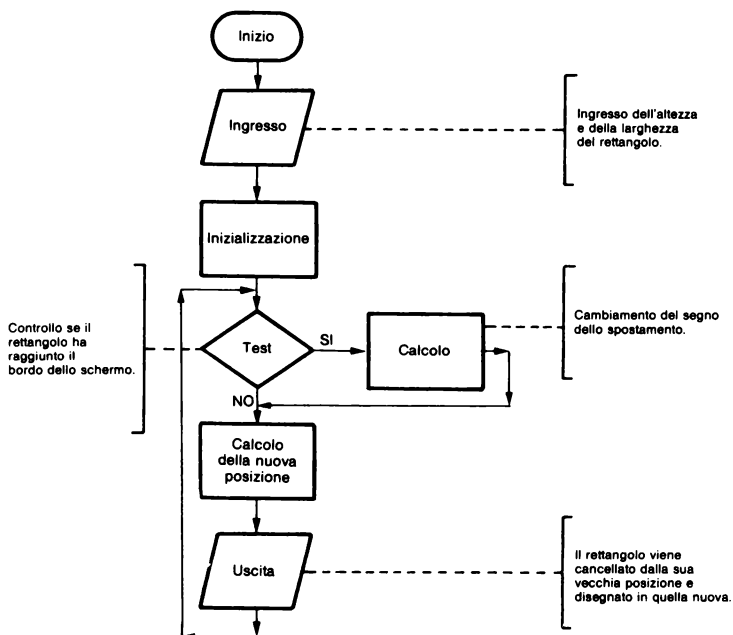 Inizio
Ingresso
Ingresso dell'altezza
e della larghezza
del rettangolo.
Inizializzazione
Controllo se il
rettangolo ha
raggiunto il
bordo dello schermo.
Test
SI
Calcolo
Cambiamento del segno
dello spostamento.
NO
Calcolo
della nuova
posizione
Uscita
Il rettangolo viene
cancellato dalla sua
vecchia posizione e
disegnato in quella nuova.